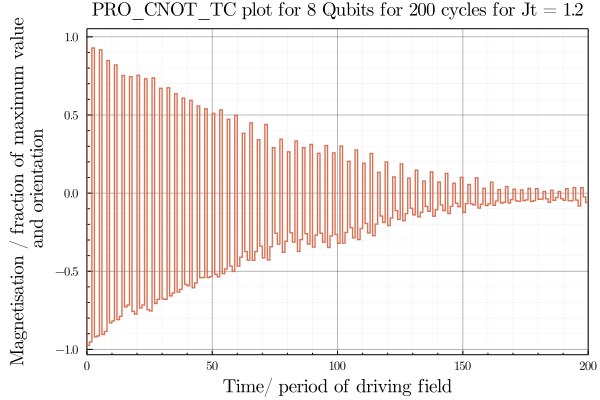 PRO_CNOT_TC plot for 8 Qubits for 200 cycles for Jt = 1.2
Magnetisation / fraction of maximum value
and orientation
1.0
0.5
0.0
−0.5
−1.0
0 50 100 150 200
Time/ period of driving field